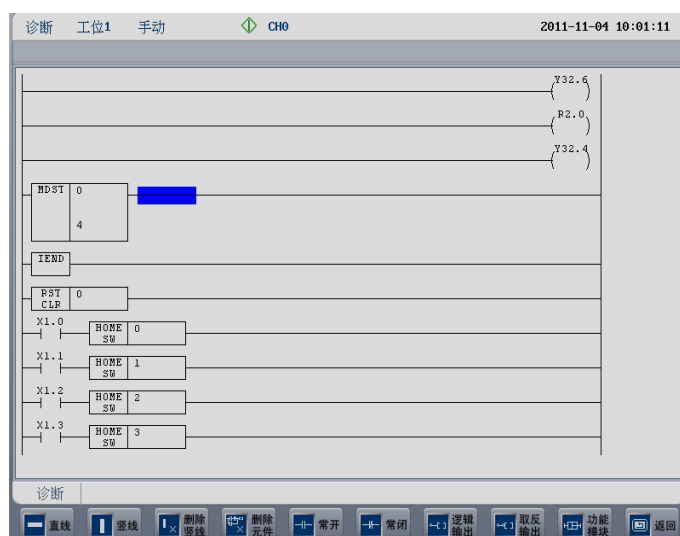 诊断 工位1 手动 CH0 2011-11-04 10:01:11
Y32.6
R2.0
Y32.4
MDST 0
4
IEND
RST 0
CLR
X1.0
HOME 0
SW
X1.1
HOME 1
SW
X1.2
HOME 2
SW
X1.3
HOME 3
SW
诊断
直线 竖线 删除竖线 删除元件 常开 常闭 逻辑输出 取反输出 功能模块 返回